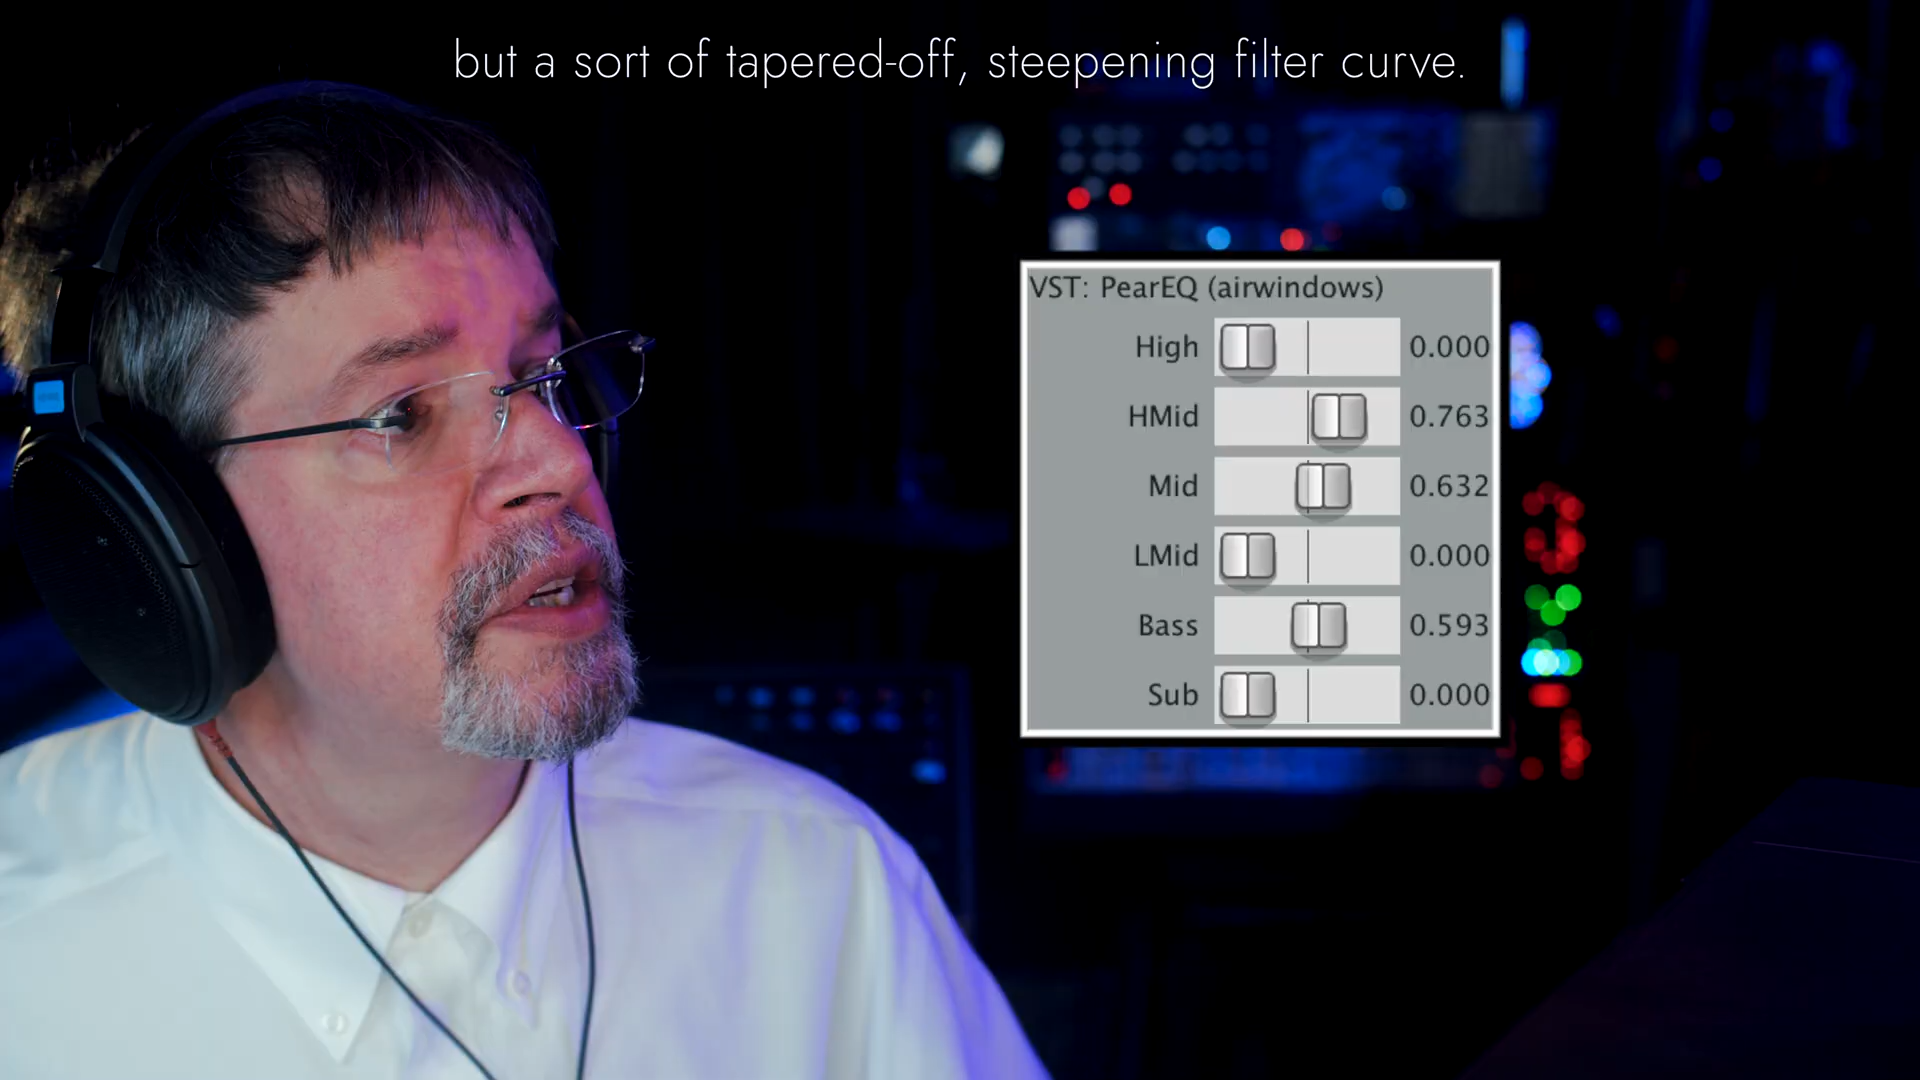 but a sort of tapered-off, steepening filter curve.
VST: PearEQ (airwindows)
High 0.000
HMid 0.763
Mid 0.632
LMid 0.000
Bass 0.593
Sub 0.000